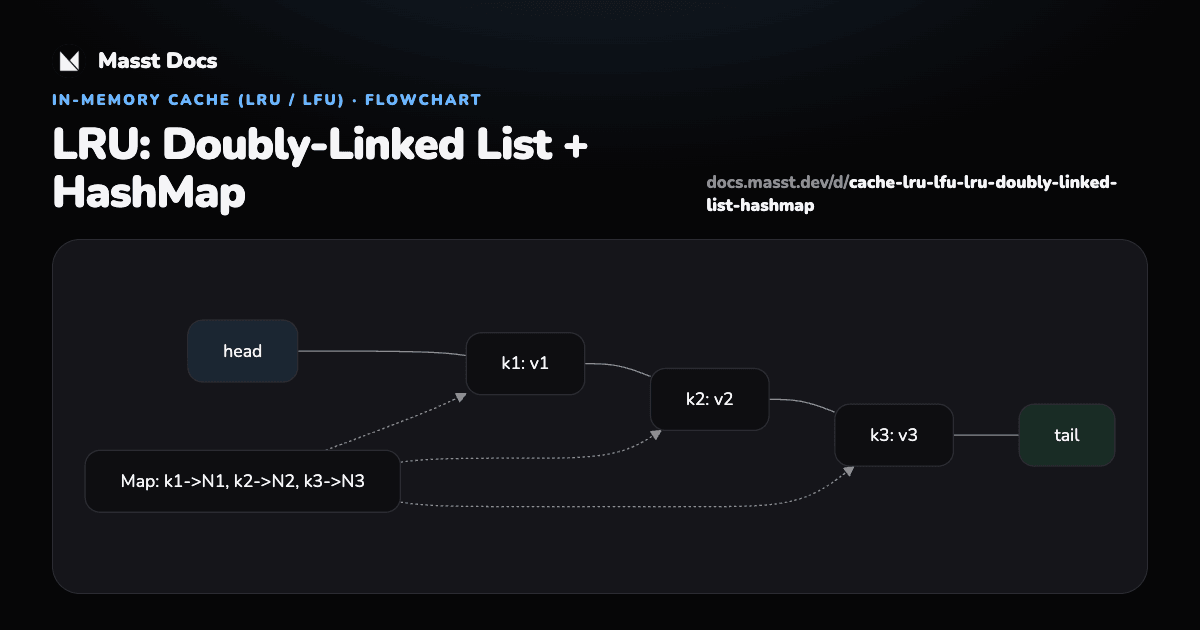 Masst Docs
IN-MEMORY CACHE (LRU / LFU) · FLOWCHART
LRU: Doubly-Linked List +
HashMap
docs.masst.dev/d/cache-lru-lfu-lru-doubly-linked-
list-hashmap
head
k1: v1
k2: v2
k3: v3
tail
Map: k1->N1, k2->N2, k3->N3